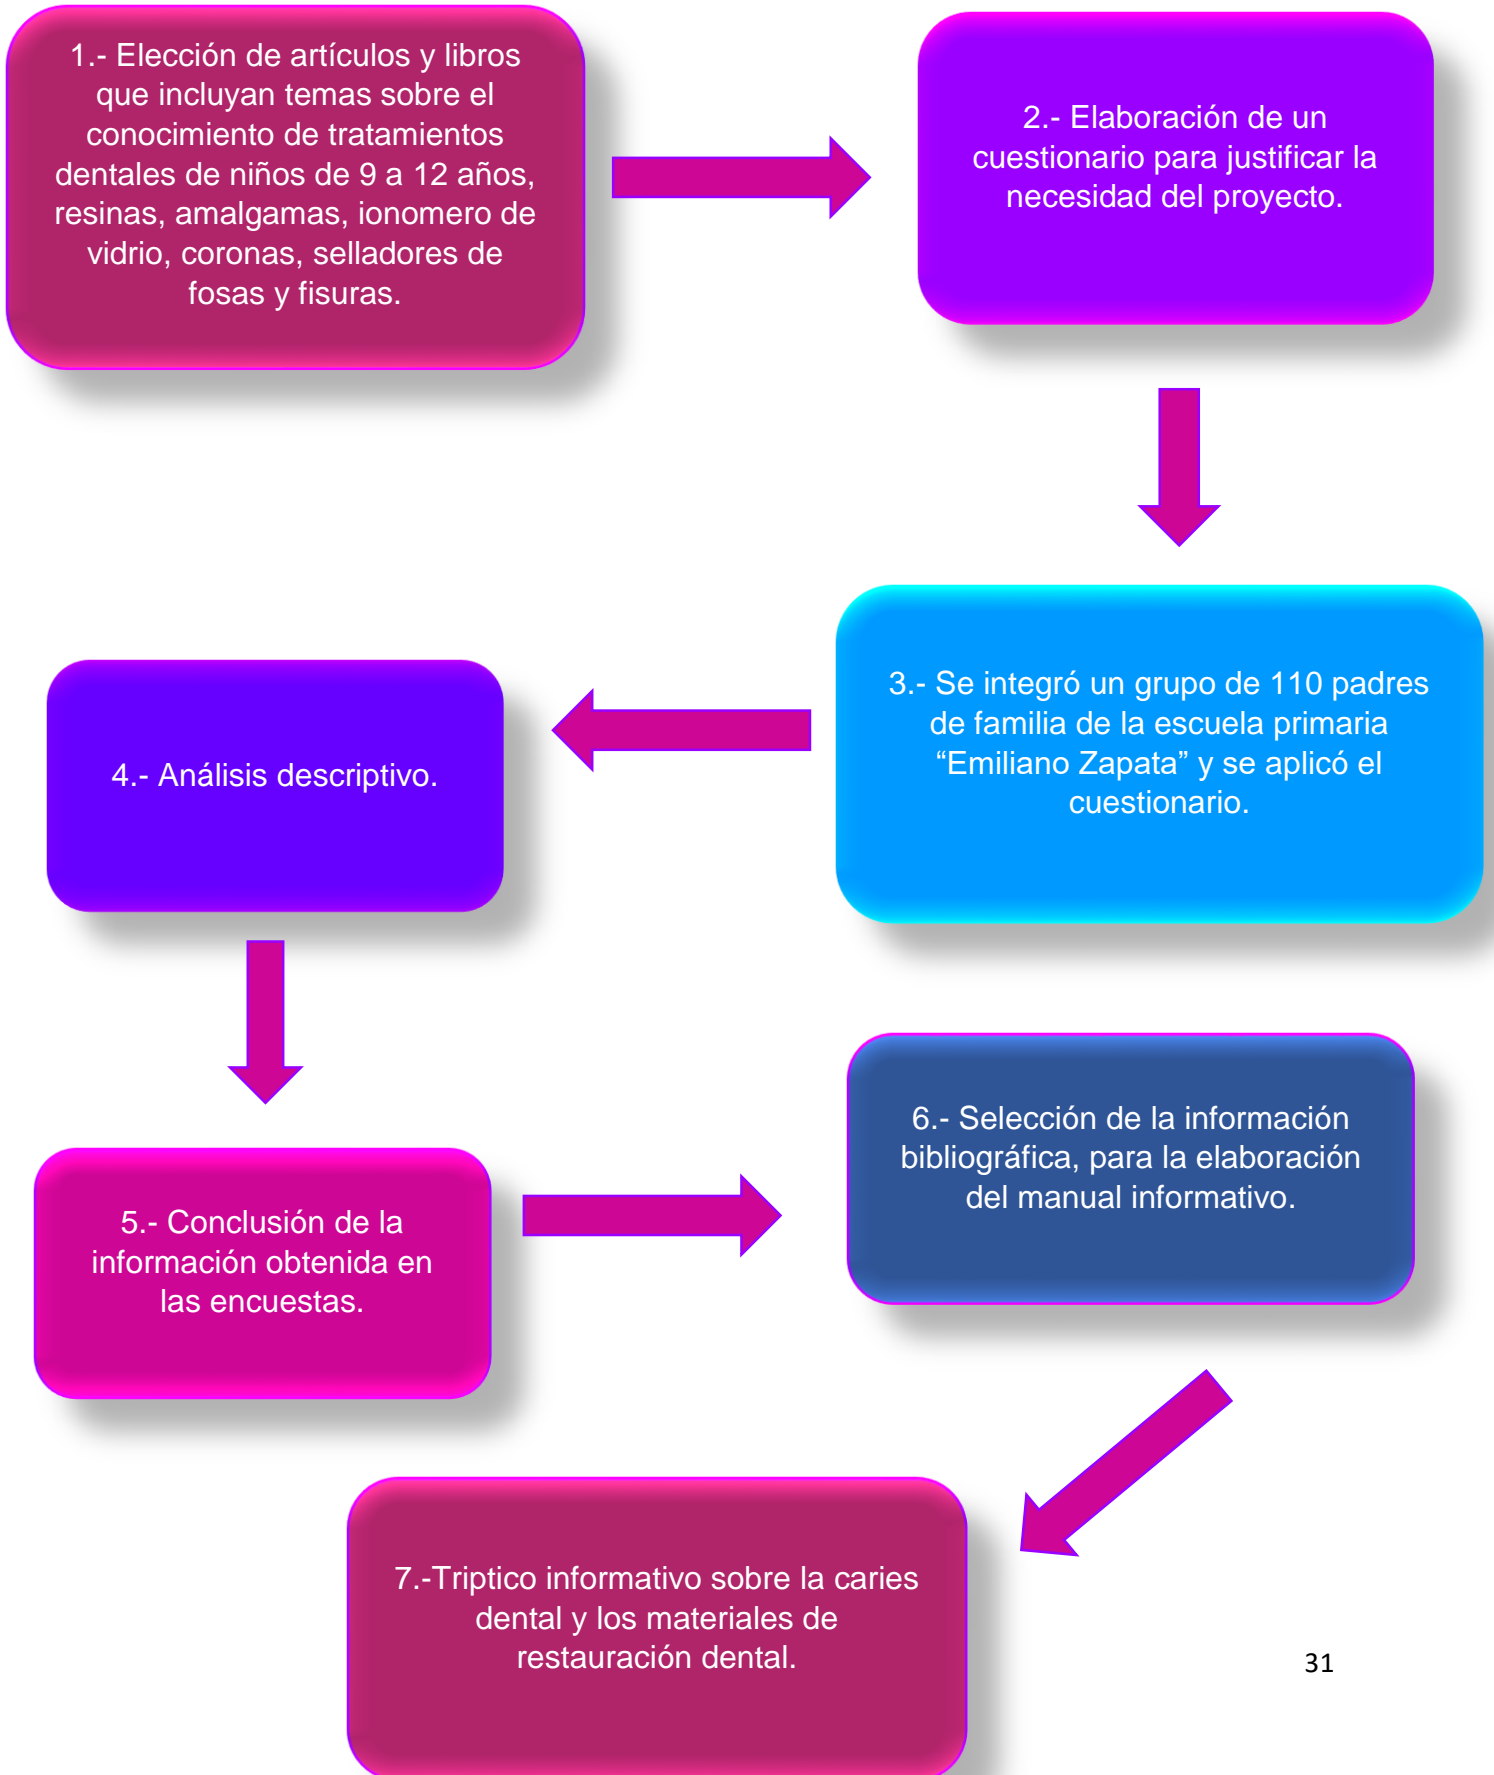 1.- Elección de artículos y libros
que incluyan temas sobre el
conocimiento de tratamientos
dentales de niños de 9 a 12 años,
resinas, amalgamas, ionomero de
vidrio, coronas, selladores de
fosas y fisuras.
2.- Elaboración de un
cuestionario para justificar la
necesidad del proyecto.
3.- Se integró un grupo de 110 padres
de familia de la escuela primaria
“Emiliano Zapata” y se aplicó el
cuestionario.
4.- Análisis descriptivo.
5.- Conclusión de la
información obtenida en
las encuestas.
6.- Selección de la información
bibliográfica, para la elaboración
del manual informativo.
7.-Triptico informativo sobre la caries
dental y los materiales de
restauración dental.
31